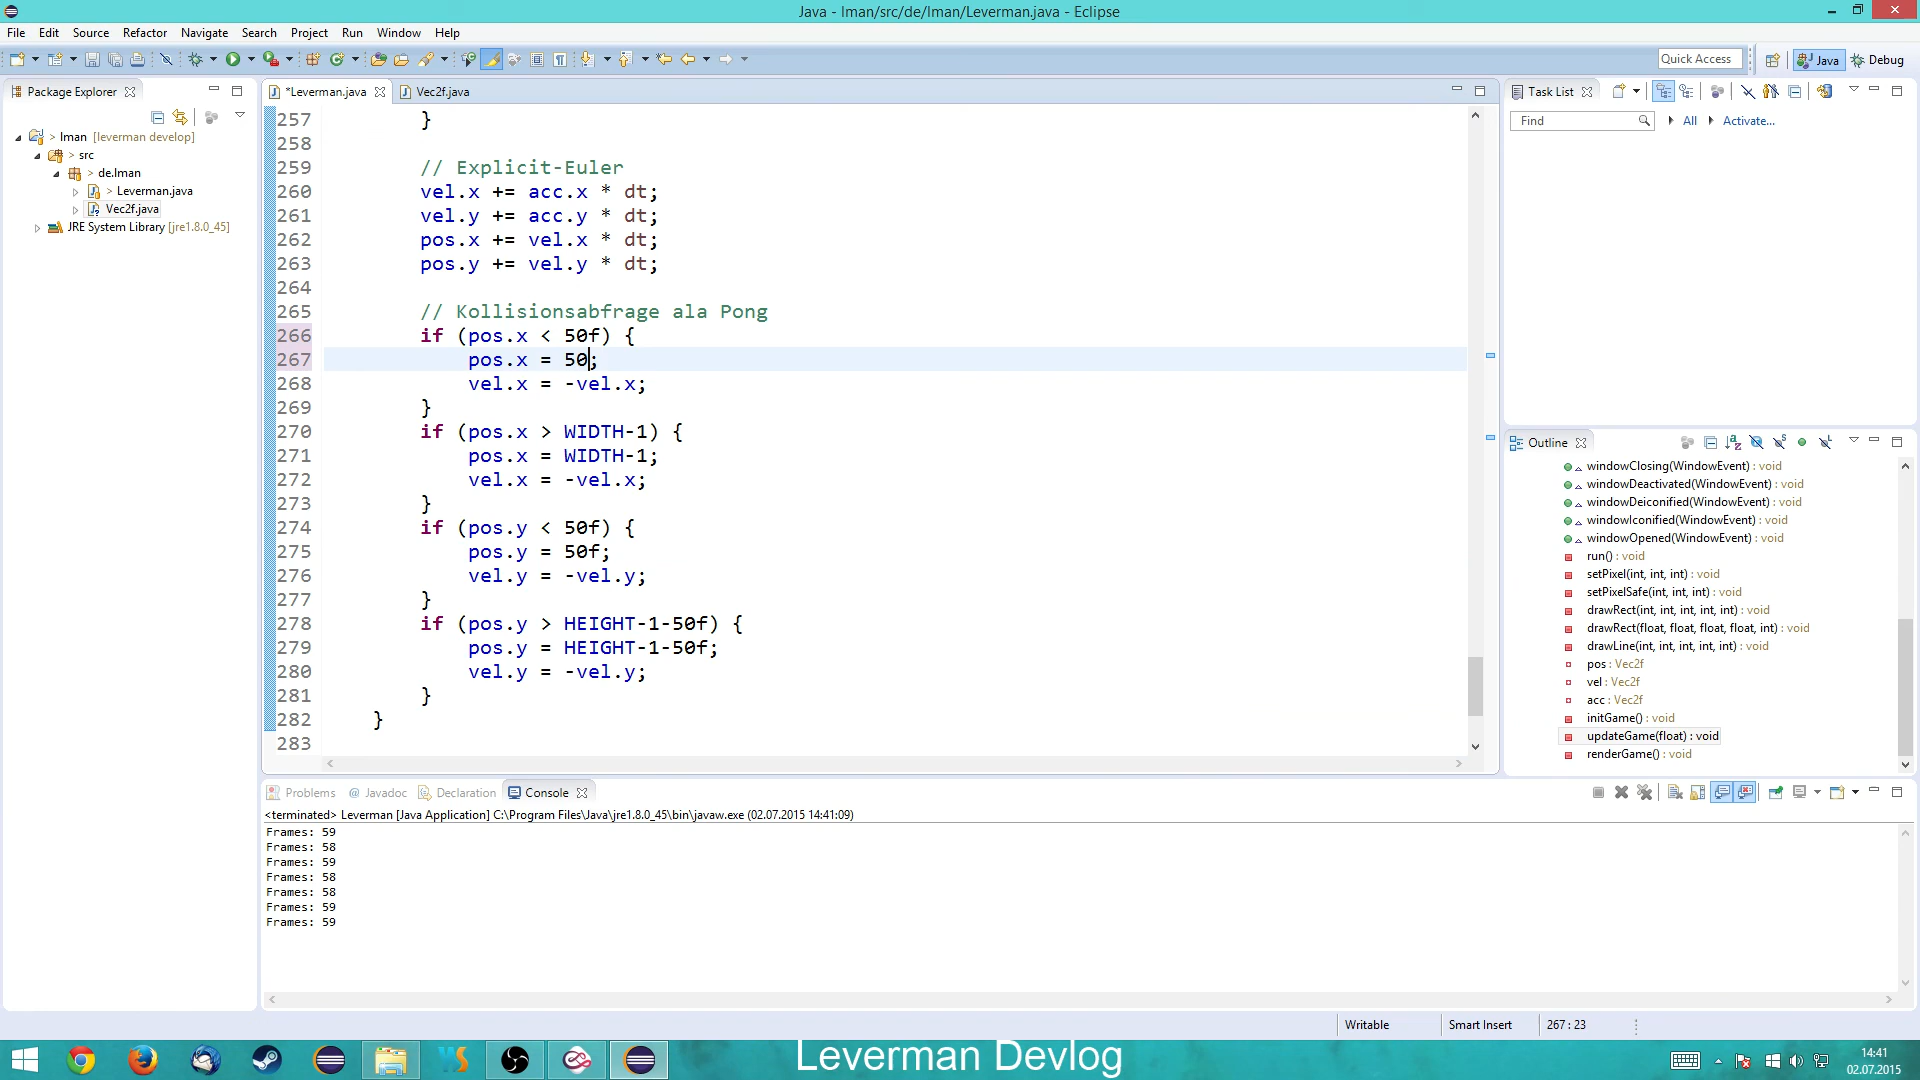 Java - lman/src/de/lman/Leverman.java - Eclipse
File Edit Source Refactor Navigate Search Project Run Window Help
Quick Access
Java
Debug
Package Explorer
*Leverman.java
Vec2f.java
Task List
> lman [leverman develop]
> src
> de.lman
> Leverman.java
Vec2f.java
JRE System Library [jre1.8.0_45]
Find
All
Activate...
257 }
258
259 // Explicit-Euler
260 vel.x += acc.x * dt;
261 vel.y += acc.y * dt;
262 pos.x += vel.x * dt;
263 pos.y += vel.y * dt;
264
265 // Kollisionsabfrage ala Pong
266 if (pos.x < 50f) {
267 pos.x = 50;
268 vel.x = -vel.x;
269 }
270 if (pos.x > WIDTH-1) {
271 pos.x = WIDTH-1;
272 vel.x = -vel.x;
273 }
274 if (pos.y < 50f) {
275 pos.y = 50f;
276 vel.y = -vel.y;
277 }
278 if (pos.y > HEIGHT-1-50f) {
279 pos.y = HEIGHT-1-50f;
280 vel.y = -vel.y;
281 }
282 }
283
Outline
windowClosing(WindowEvent) : void
windowDeactivated(WindowEvent) : void
windowDeiconified(WindowEvent) : void
windowIconified(WindowEvent) : void
windowOpened(WindowEvent) : void
run() : void
setPixel(int, int, int) : void
setPixelSafe(int, int, int) : void
drawRect(int, int, int, int, int) : void
drawRect(float, float, float, float, int) : void
drawLine(int, int, int, int, int) : void
pos : Vec2f
vel : Vec2f
acc : Vec2f
initGame() : void
updateGame(float) : void
renderGame() : void
Problems
@ Javadoc
Declaration
Console
<terminated> Leverman [Java Application] C:\Program Files\Java\jre1.8.0_45\bin\javaw.exe (02.07.2015 14:41:09)
Frames: 59
Frames: 58
Frames: 59
Frames: 58
Frames: 58
Frames: 59
Frames: 59
Writable
Smart Insert
267 : 23
Leverman Devlog
14:41
02.07.2015